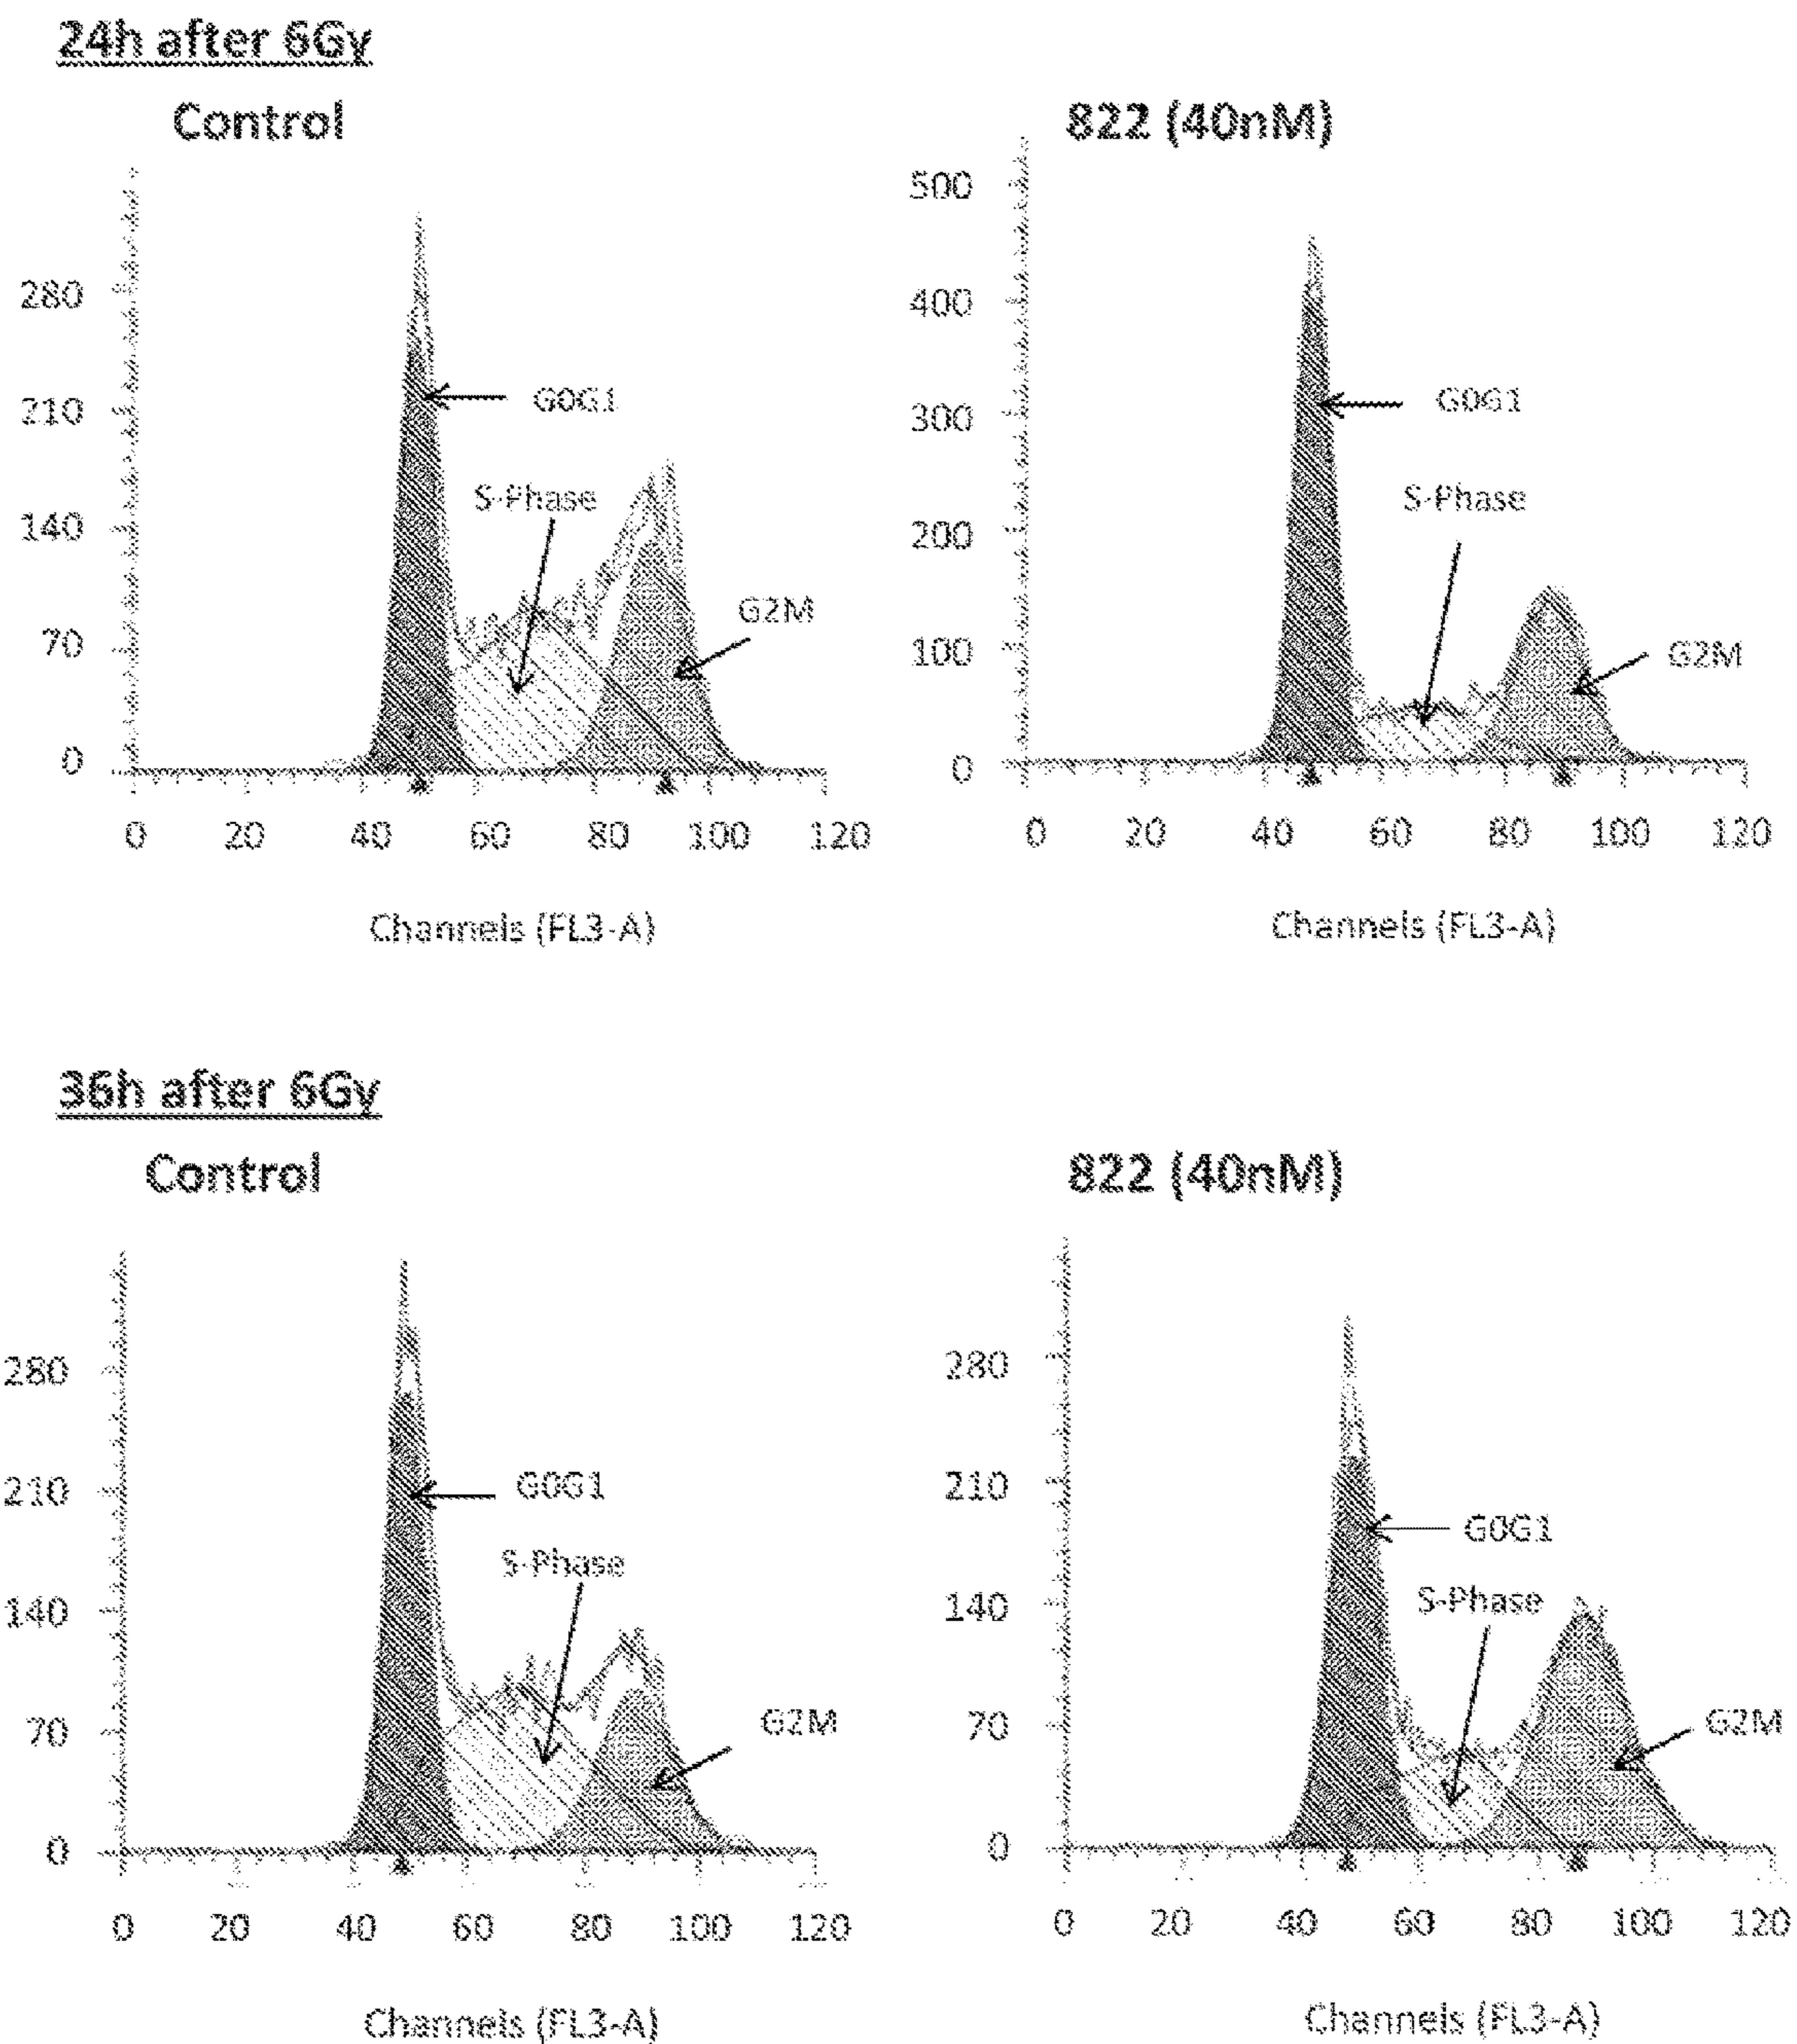 24h after 6Gy
Control
822 (40nM)
280
210
140
70
0
G0G1
S-Phase
G2M
0 20 40 60 80 100 120
Channels (FL3-A)
500
400
300
200
100
0
G0G1
S-Phase
G2M
0 20 40 60 80 100 120
Channels (FL3-A)
36h after 6Gy
Control
822 (40nM)
280
210
140
70
0
G0G1
S-Phase
G2M
0 20 40 60 80 100 120
Channels (FL3-A)
280
210
140
70
0
G0G1
S-Phase
G2M
0 20 40 60 80 100 120
Channels (FL3-A)